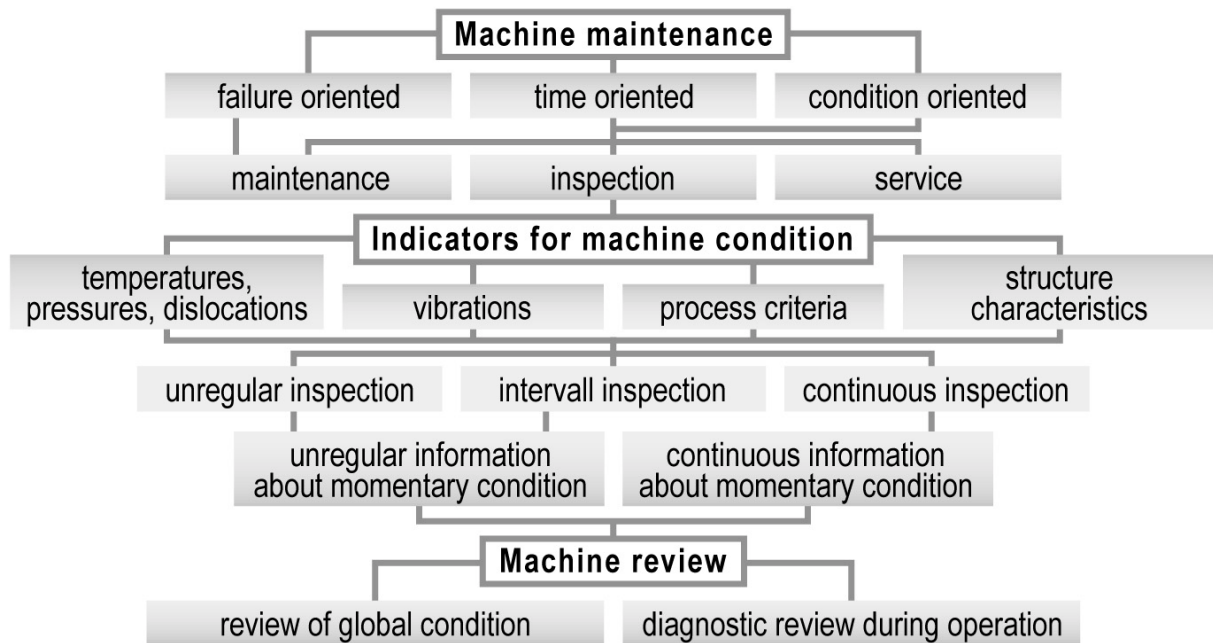 Machine maintenance
failure oriented
time oriented
condition oriented
maintenance
inspection
service
Indicators for machine condition
temperatures,
pressures, dislocations
vibrations
process criteria
structure
characteristics
unregular inspection
intervall inspection
continuous inspection
unregular information
about momentary condition
continuous information
about momentary condition
Machine review
review of global condition
diagnostic review during operation